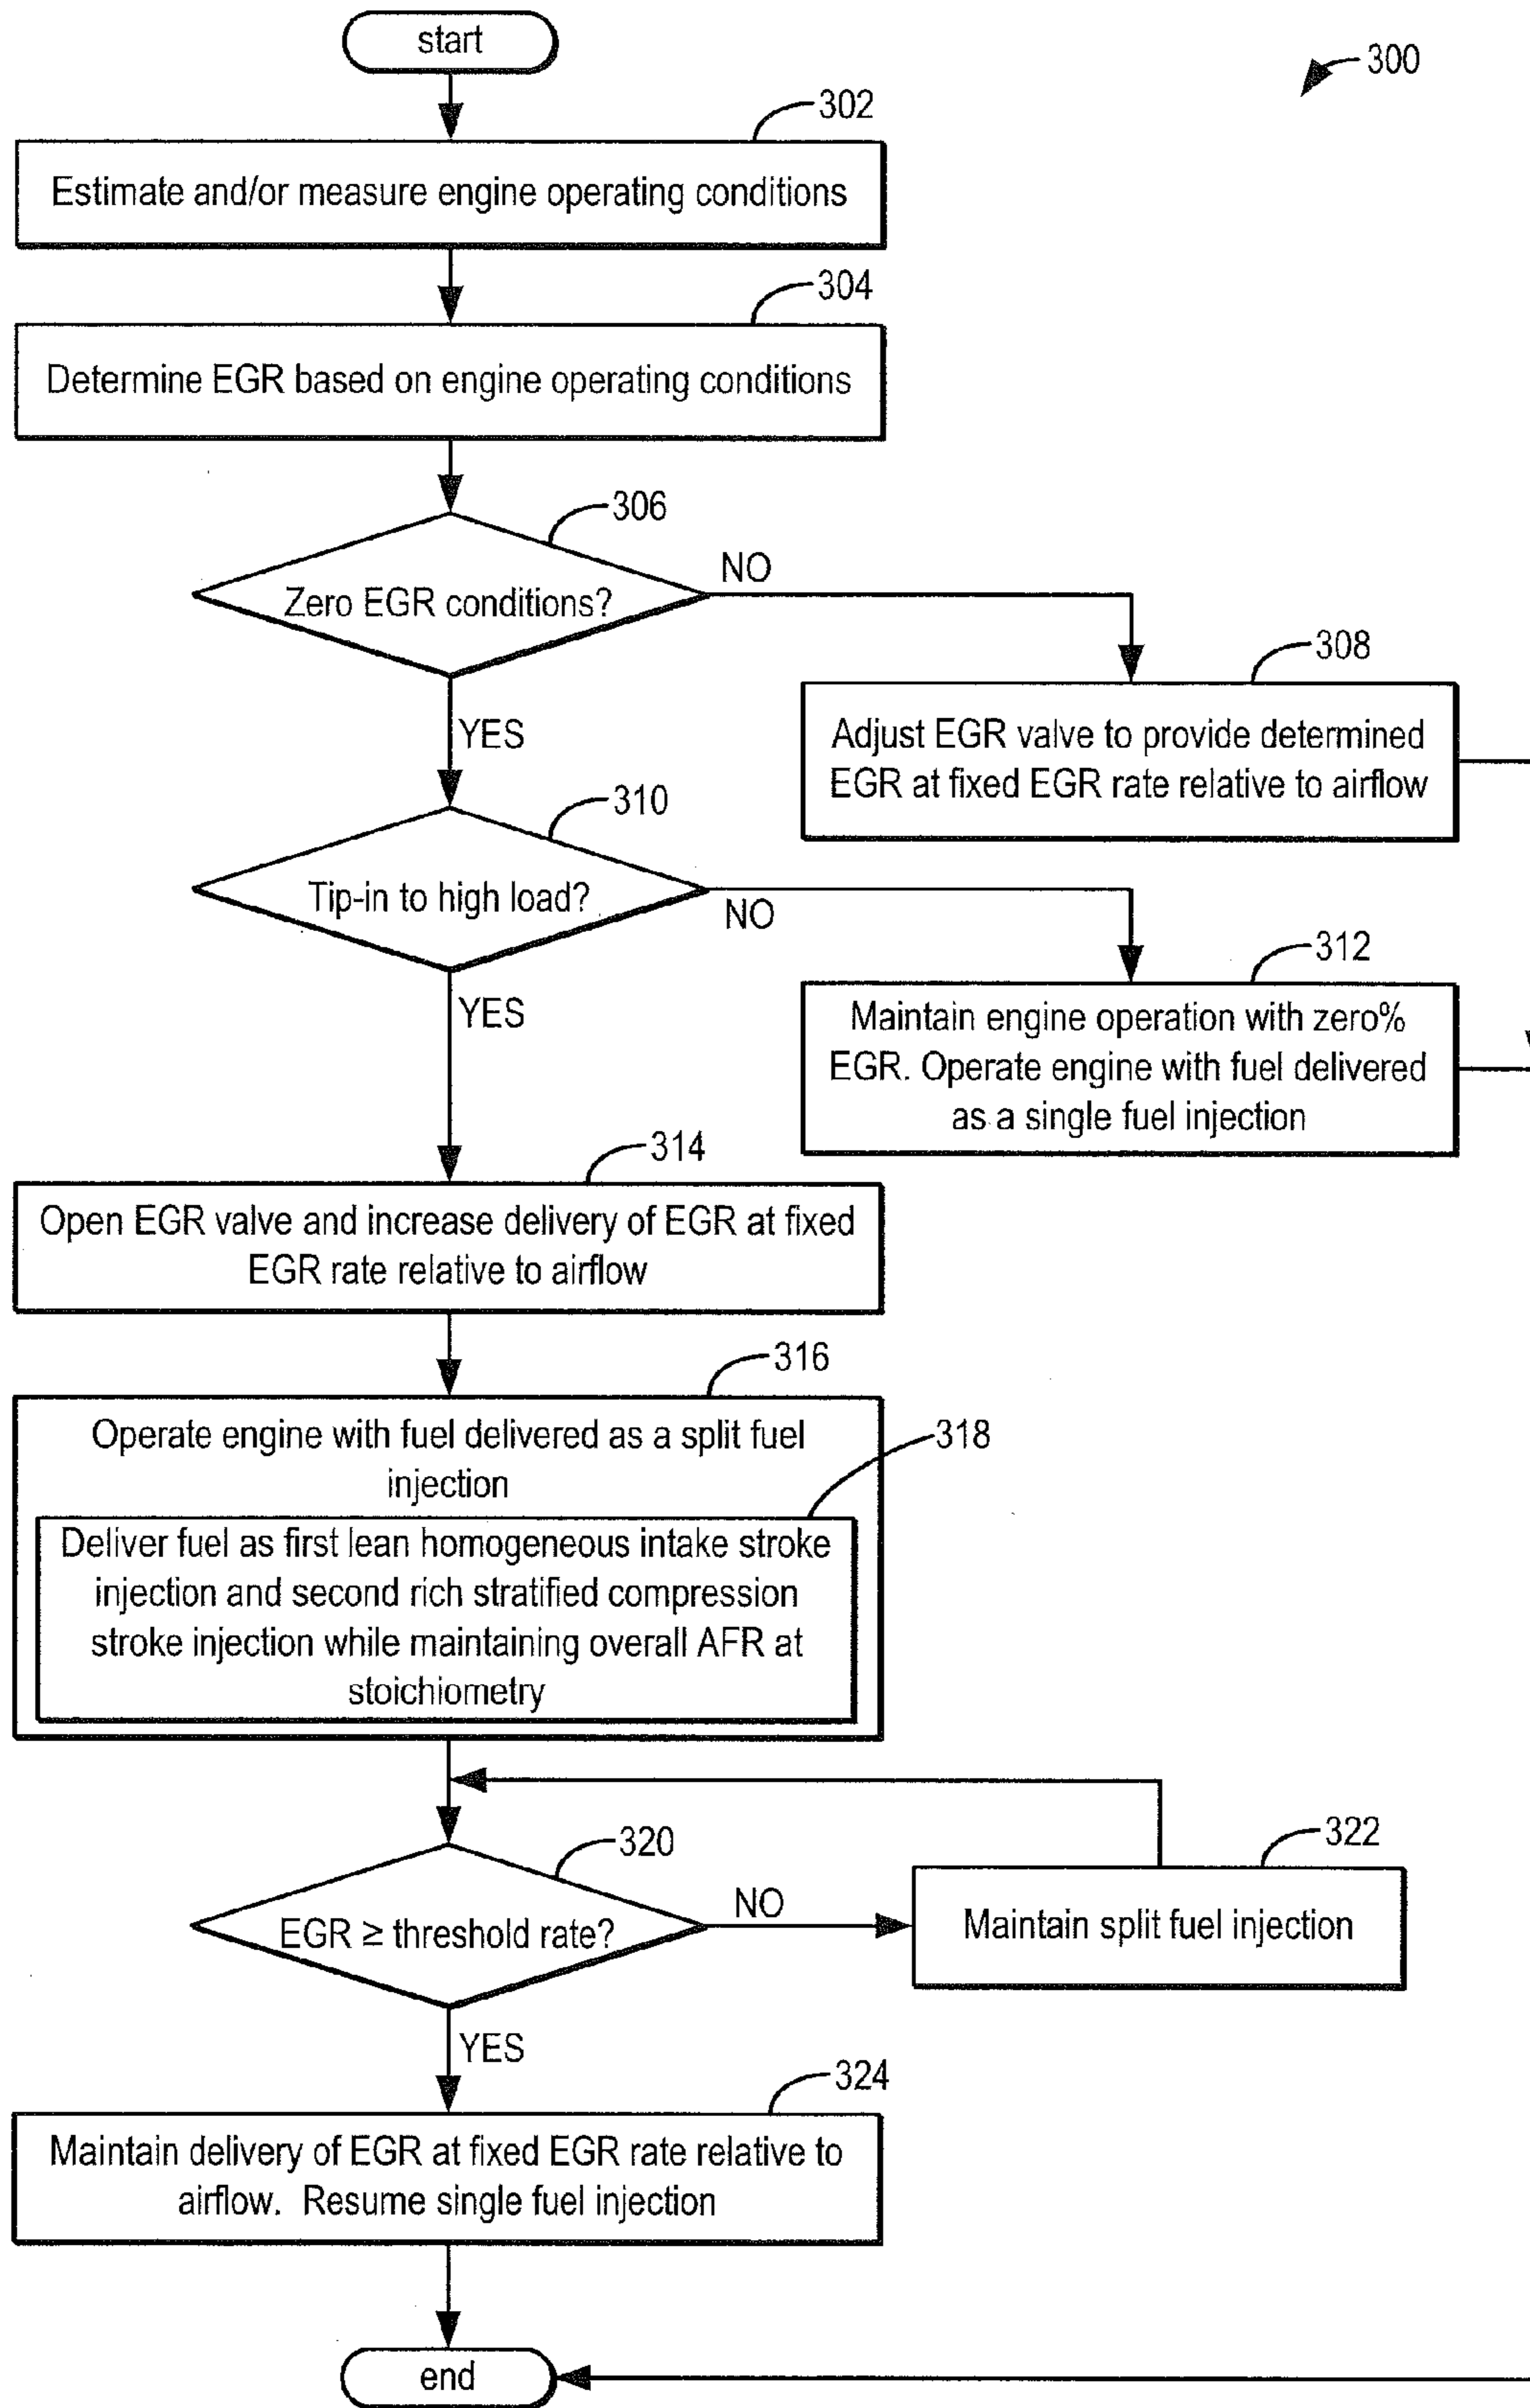 start
300
302
Estimate and/or measure engine operating conditions
304
Determine EGR based on engine operating conditions
306
Zero EGR conditions?
NO
YES
308
Adjust EGR valve to provide determined
EGR at fixed EGR rate relative to airflow
310
Tip-in to high load?
NO
YES
312
Maintain engine operation with zero%
EGR. Operate engine with fuel delivered
as a single fuel injection
314
Open EGR valve and increase delivery of EGR at fixed
EGR rate relative to airflow
316
Operate engine with fuel delivered as a split fuel
injection
318
Deliver fuel as first lean homogeneous intake stroke
injection and second rich stratified compression
stroke injection while maintaining overall AFR at
stoichiometry
320
EGR ≥ threshold rate?
NO
YES
322
Maintain split fuel injection
324
Maintain delivery of EGR at fixed EGR rate relative to
airflow. Resume single fuel injection
end